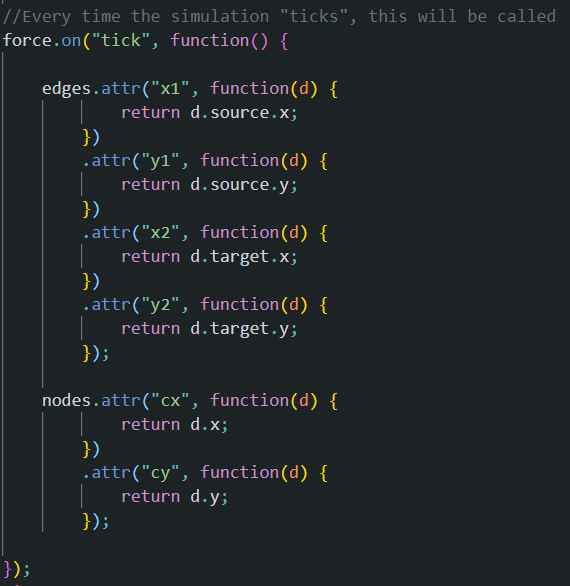 //Every time the simulation "ticks", this will be called
force.on("tick", function() {
edges.attr("x1", function(d) {
return d.source.x;
})
.attr("y1", function(d) {
return d.source.y;
})
.attr("x2", function(d) {
return d.target.x;
})
.attr("y2", function(d) {
return d.target.y;
});
nodes.attr("cx", function(d) {
return d.x;
})
.attr("cy", function(d) {
return d.y;
});
});